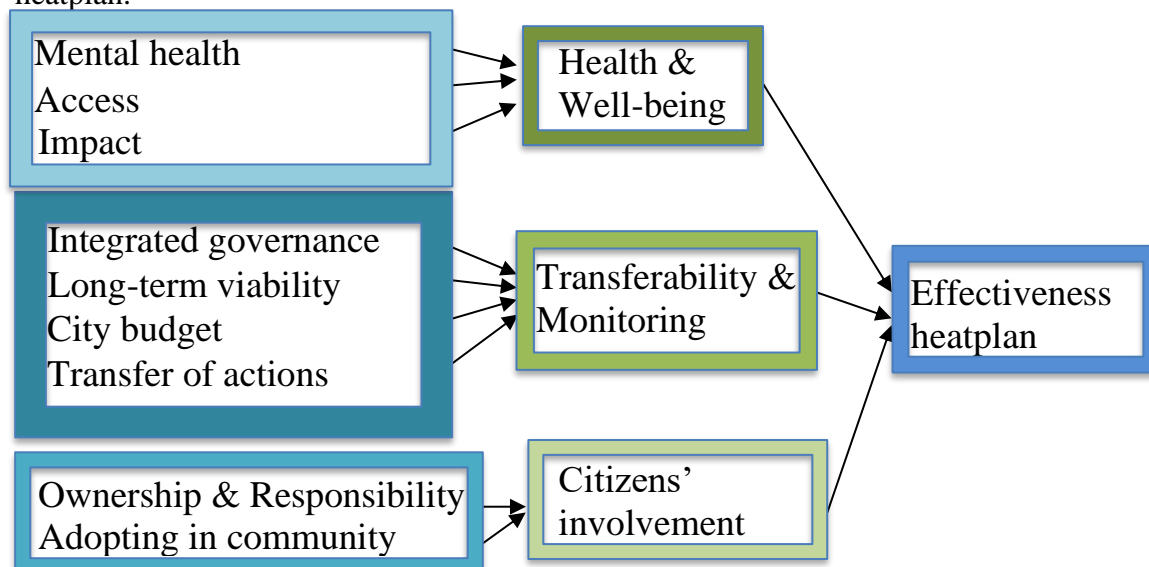 heatplan.
Mental health
Access
Impact
Health &
Well-being
Integrated governance
Long-term viability
City budget
Transfer of actions
Transferability &
Monitoring
Effectiveness
heatplan
Ownership & Responsibility
Adopting in community
Citizens’
involvement